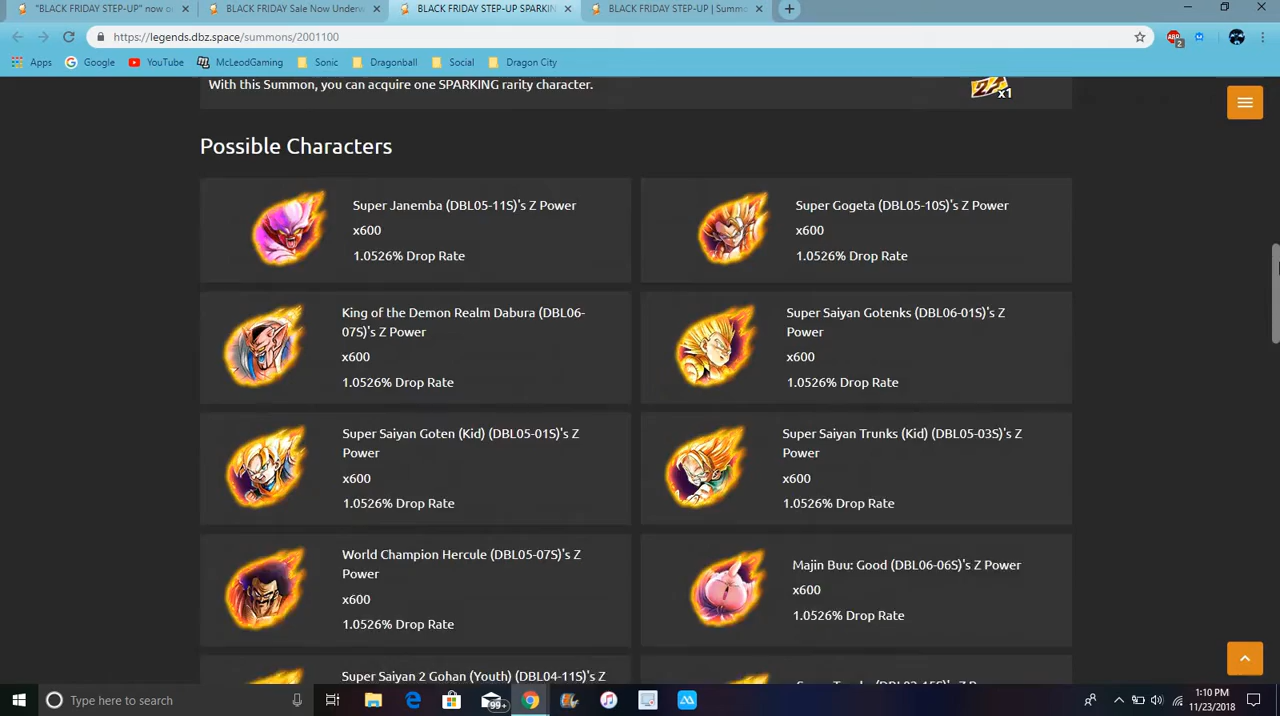 "BLACK FRIDAY STEP-UP" now o
BLACK FRIDAY Sale Now Underw
BLACK FRIDAY STEP-UP SPARKIN
BLACK FRIDAY STEP-UP | Summo
https://legends.dbz.space/summons/2001100
ABP
2
Apps
Google
YouTube
McLeodGaming
Sonic
Dragonball
Social
Dragon City
With this Summon, you can acquire one SPARKING rarity character.
x1
Possible Characters
Super Janemba (DBL05-11S)'s Z Power
x600
1.0526% Drop Rate
Super Gogeta (DBL05-10S)'s Z Power
x600
1.0526% Drop Rate
King of the Demon Realm Dabura (DBL06-
07S)'s Z Power
x600
1.0526% Drop Rate
Super Saiyan Gotenks (DBL06-01S)'s Z
Power
x600
1.0526% Drop Rate
Super Saiyan Goten (Kid) (DBL05-01S)'s Z
Power
x600
1.0526% Drop Rate
Super Saiyan Trunks (Kid) (DBL05-03S)'s Z
Power
x600
1.0526% Drop Rate
World Champion Hercule (DBL05-07S)'s Z
Power
x600
1.0526% Drop Rate
Majin Buu: Good (DBL06-06S)'s Z Power
x600
1.0526% Drop Rate
Super Saiyan 2 Gohan (Youth) (DBL04-11S)'s Z
Type here to search
99+
1:10 PM
11/23/2018